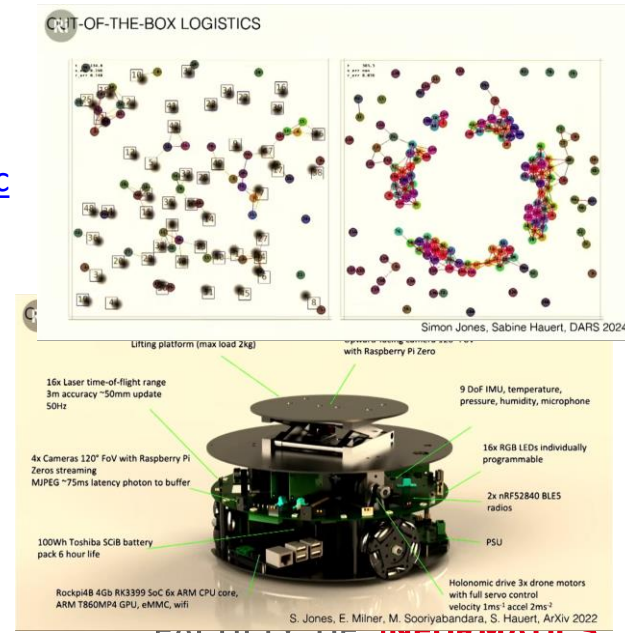 OUT-OF-THE-BOX LOGISTICS
Simon Jones, Sabine Hauert, DARS 2024
Lifting platform (max load 2kg)
with Raspberry Pi Zero
16x Laser time-of-flight range
3m accuracy ~50mm update
50Hz
9 DoF IMU, temperature,
pressure, humidity, microphone
4x Cameras 120° FoV with Raspberry Pi
Zeros streaming
MJPEG ~75ms latency photon to buffer
16x RGB LEDs individually
programmable
2x nRF52840 BLE5
radios
100Wh Toshiba SCiB battery
pack 6 hour life
PSU
Rockpi4B 4Gb RK3399 SoC 6x ARM CPU core,
ARM T860MP4 GPU, eMMC, wifi
Holonomic drive 3x drone motors
with full servo control
velocity 1ms⁻¹ accel 2ms⁻²
S. Jones, E. Milner, M. Sooriyabandara, S. Hauert, ArXiv 2022